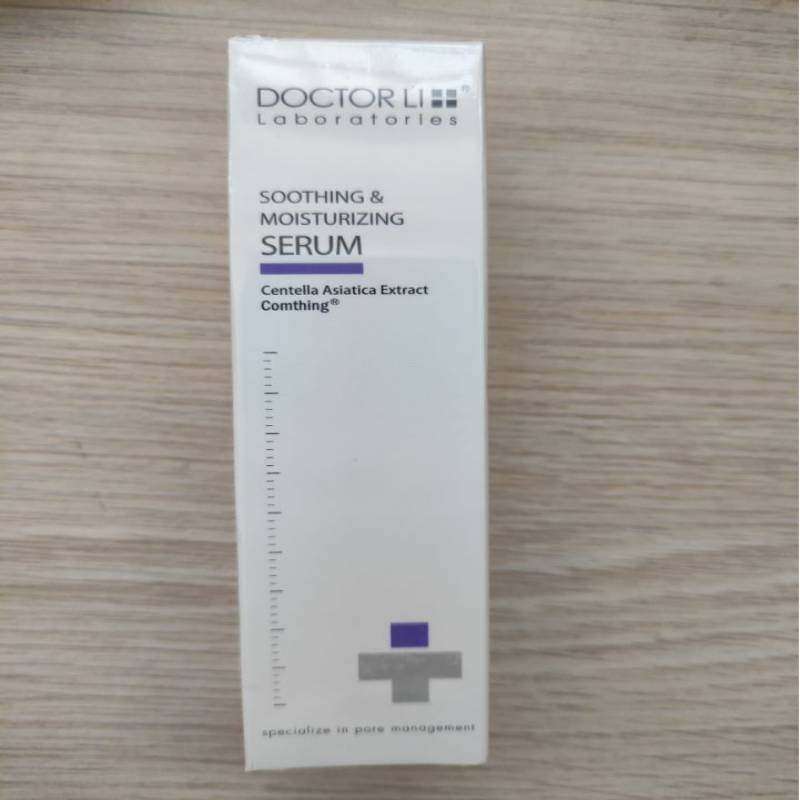 DOCTOR LI®
Laboratories
SOOTHING &
MOISTURIZING
SERUM
Centella Asiatica Extract
Comthing®
specialize in pore management